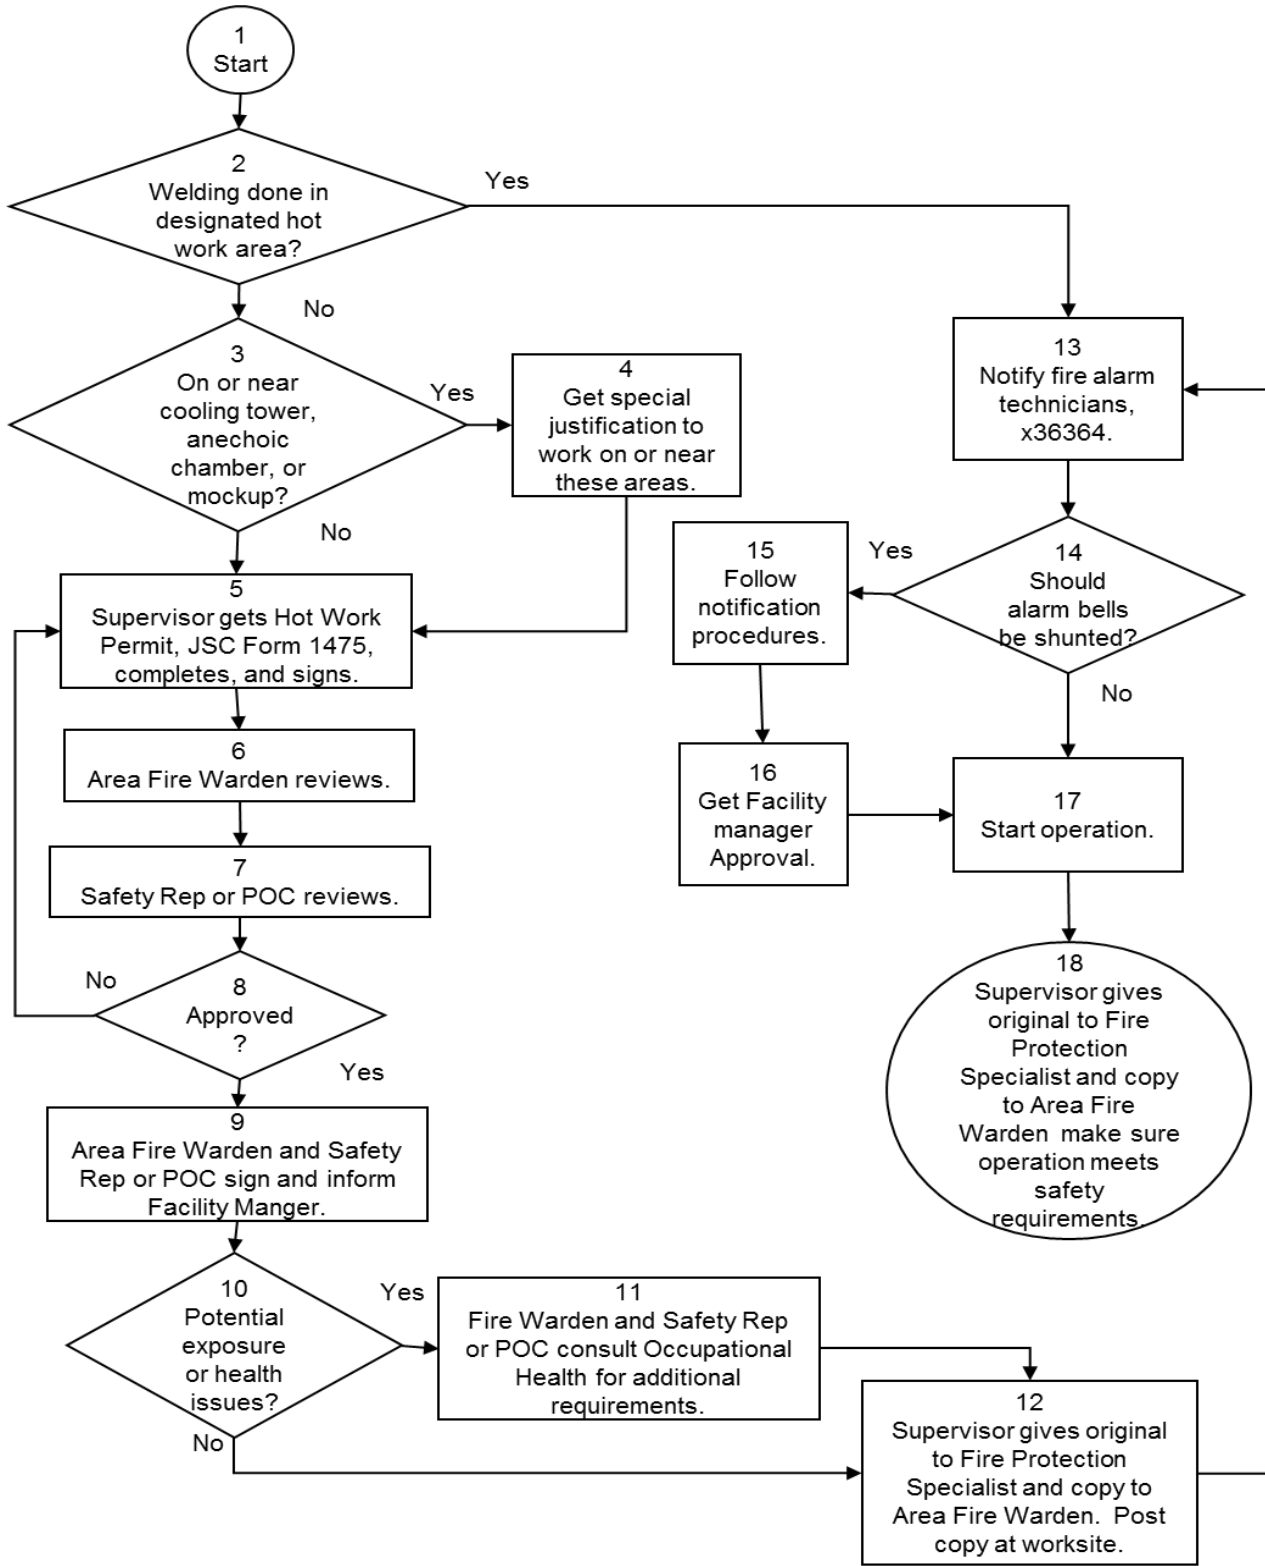 1
Start
2
Welding done in
designated hot
work area?
Yes
No
3
On or near
cooling tower,
anechoic
chamber, or
mockup?
Yes
No
4
Get special
justification to
work on or near
these areas.
5
Supervisor gets Hot Work
Permit, JSC Form 1475,
completes, and signs.
6
Area Fire Warden reviews.
7
Safety Rep or POC reviews.
8
Approved
?
No
Yes
9
Area Fire Warden and Safety
Rep or POC sign and inform
Facility Manger.
10
Potential
exposure
or health
issues?
Yes
No
11
Fire Warden and Safety Rep
or POC consult Occupational
Health for additional
requirements.
12
Supervisor gives original
to Fire Protection
Specialist and copy to
Area Fire Warden.  Post
copy at worksite.
13
Notify fire alarm
technicians,
x36364.
14
Should
alarm bells
be shunted?
Yes
No
15
Follow
notification
procedures.
16
Get Facility
manager
Approval.
17
Start operation.
18
Supervisor gives
original to Fire
Protection
Specialist and copy
to Area Fire
Warden  make sure
operation meets
safety
requirements.